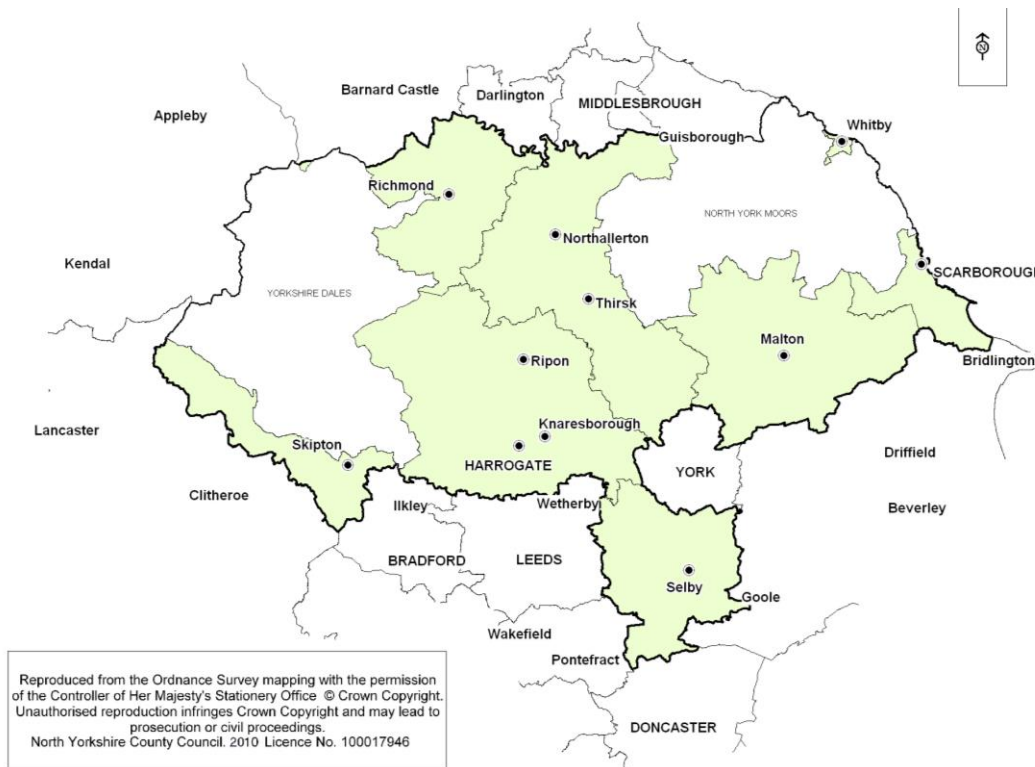 N
Barnard Castle
Darlington
MIDDLESBROUGH
Appleby
Whitby
Guisborough
Richmond
NORTH YORK MOORS
Northallerton
Kendal
SCARBOROUGH
YORKSHIRE DALES
Thirsk
Malton
Ripon
Bridlington
Lancaster
Knaresborough
Skipton
Driffield
HARROGATE
YORK
Clitheroe
Ilkley
Wetherby
Beverley
BRADFORD
LEEDS
Selby
Goole
Wakefield
Pontefract
DONCASTER
Reproduced from the Ordnance Survey mapping with the permission
of the Controller of Her Majesty's Stationery Office © Crown Copyright.
Unauthorised reproduction infringes Crown Copyright and may lead to
prosecution or civil proceedings.
North Yorkshire County Council. 2010 Licence No. 100017946